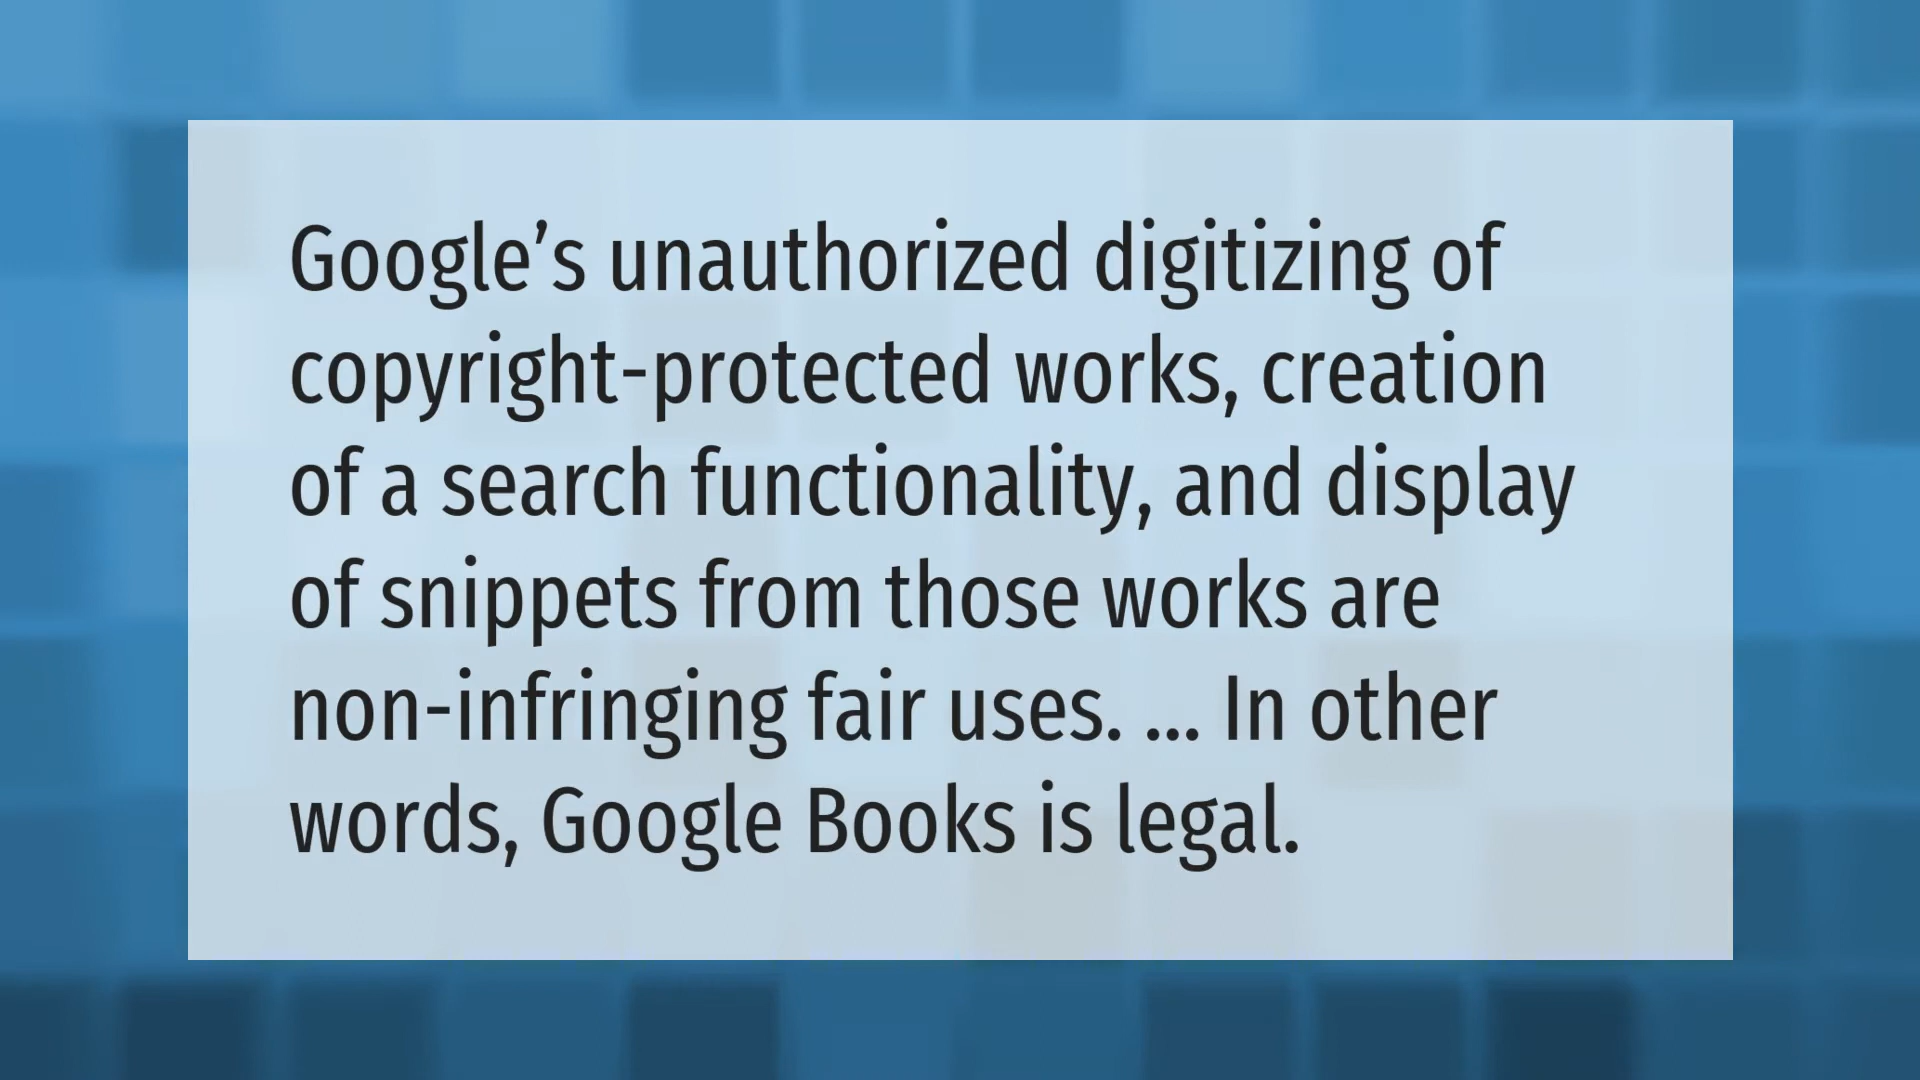 Google’s unauthorized digitizing of
copyright-protected works, creation
of a search functionality, and display
of snippets from those works are
non-infringing fair uses. ... In other
words, Google Books is legal.